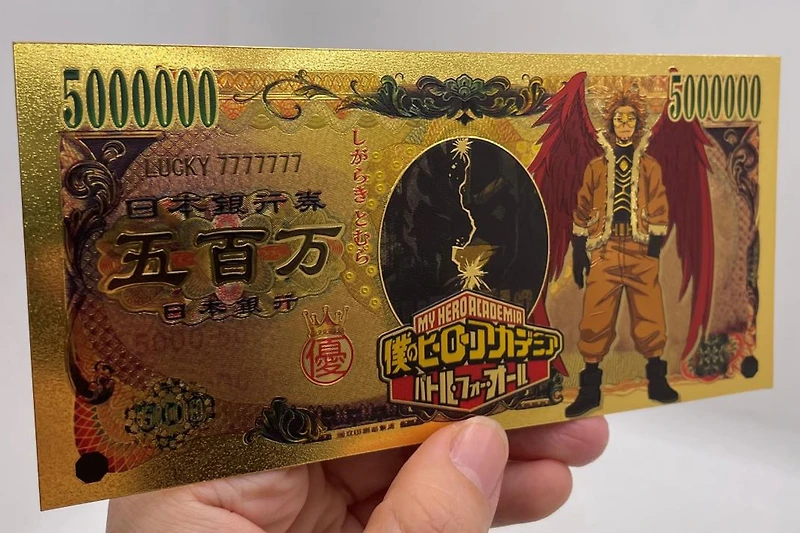 5000000
5000000
LUCKY 7777777
日本銀行券
五百万
日本銀行
しがらきとむら
優
MY HERO ACADEMIA
僕のヒーローアカデミア
バトル・フォー・オール